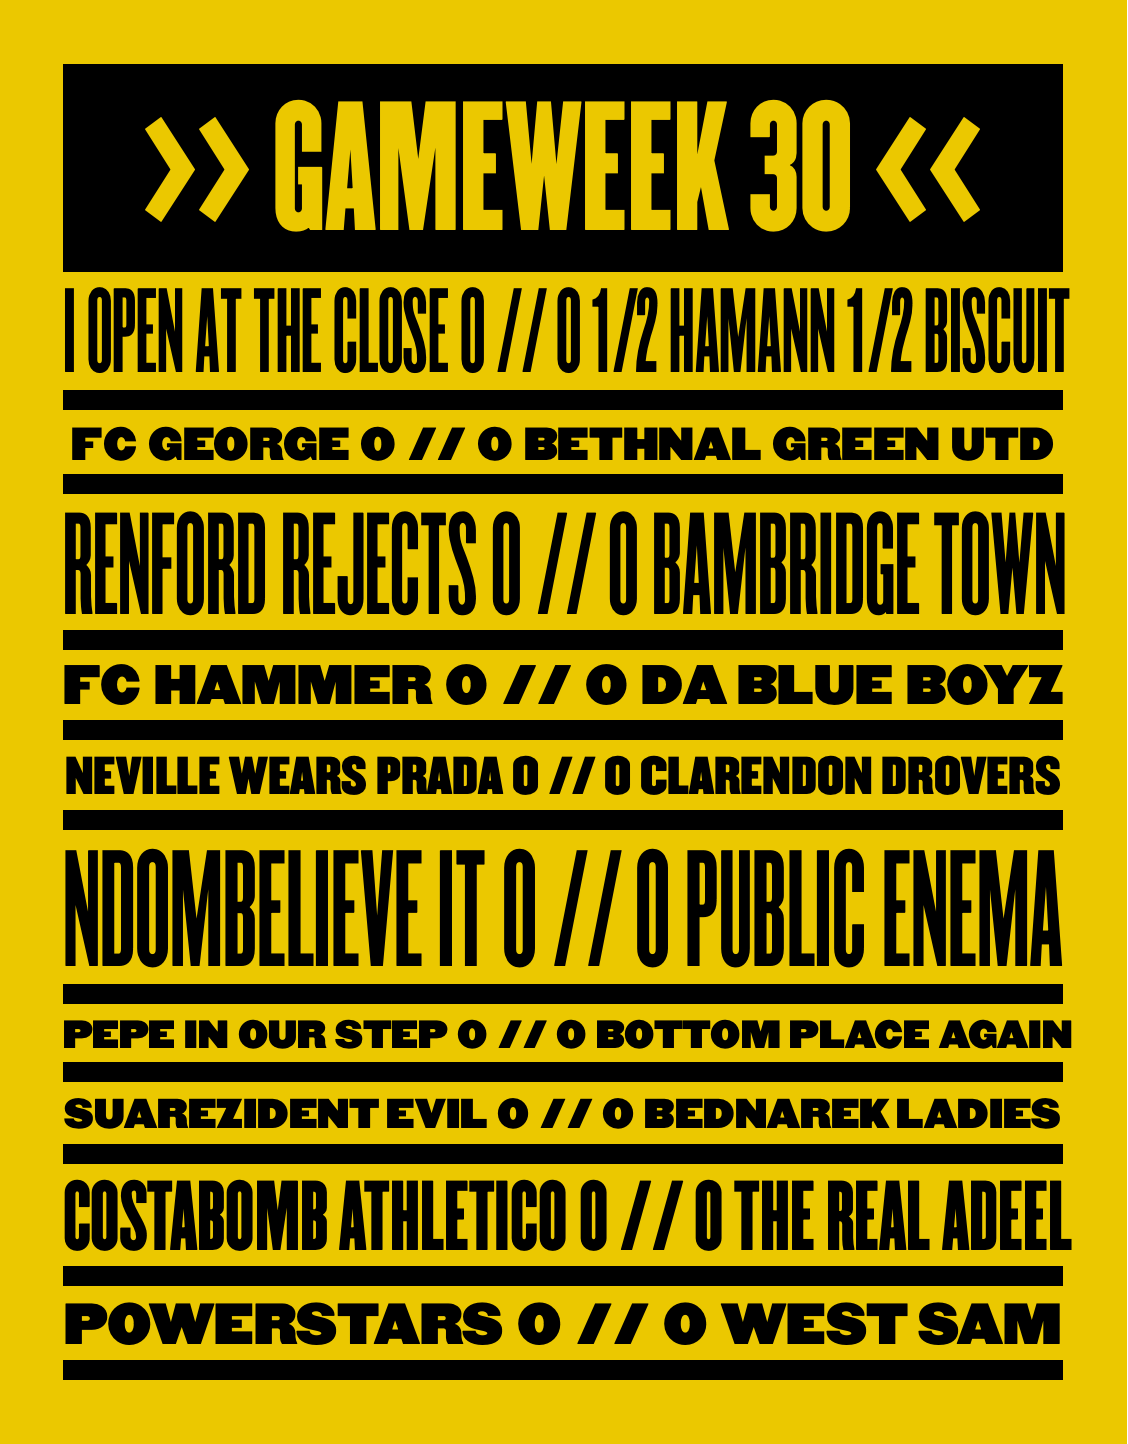 >> GAMEWEEK 30 <<
I OPEN AT THE CLOSE 0 // 0 1/2 HAMANN 1/2 BISCUIT
FC GEORGE 0 // 0 BETHNAL GREEN UTD
RENFORD REJECTS 0 // 0 BAMBRIDGE TOWN
FC HAMMER 0 // 0 DA BLUE BOYZ
NEVILLE WEARS PRADA 0 // 0 CLARENDON DROVERS
NDOMBELIEVE IT 0 // 0 PUBLIC ENEMA
PEPE IN OUR STEP 0 // 0 BOTTOM PLACE AGAIN
SUAREZIDENT EVIL 0 // 0 BEDNAREK LADIES
COSTABOMB ATHLETICO 0 // 0 THE REAL ADEEL
POWERSTARS 0 // 0 WEST SAM